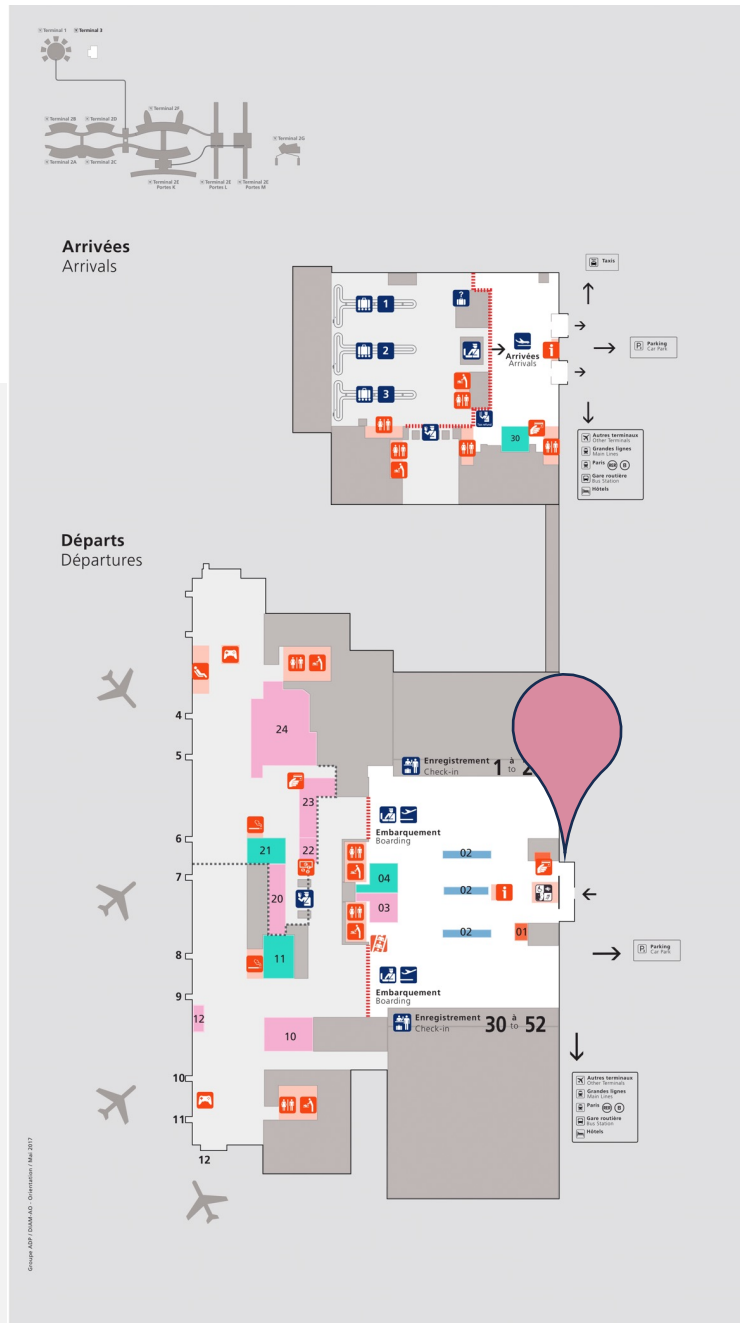 Terminal 1
Terminal 3
Terminal 2B
Terminal 2D
Terminal 2F
Terminal 2G
Terminal 2A
Terminal 2C
Terminal 2E
Portes K
Terminal 2E
Portes L
Terminal 2E
Portes M
Arrivées
Arrivals
Taxis
?
1
2
3
Arrivées
Arrivals
i
P Parking
Car Park
30
Autres terminaux
Other Terminals
Grandes lignes
Main Lines
Paris RER B
Gare routière
Bus Station
Hôtels
Départs
Départures
4
24
5
Enregistrement
Check-in
1 à to 2
23
Embarquement
Boarding
6
21
22
02
04
7
20
02
i
03
02
01
8
11
P Parking
Car Park
Embarquement
Boarding
9
12
10
Enregistrement
Check-in
30 à to 52
10
11
12
Autres terminaux
Other Terminals
Grandes lignes
Main Lines
Paris RER B
Gare routière
Bus Station
Hôtels
Groupe ADP / DIAM-AO - Orientation / Mai 2017